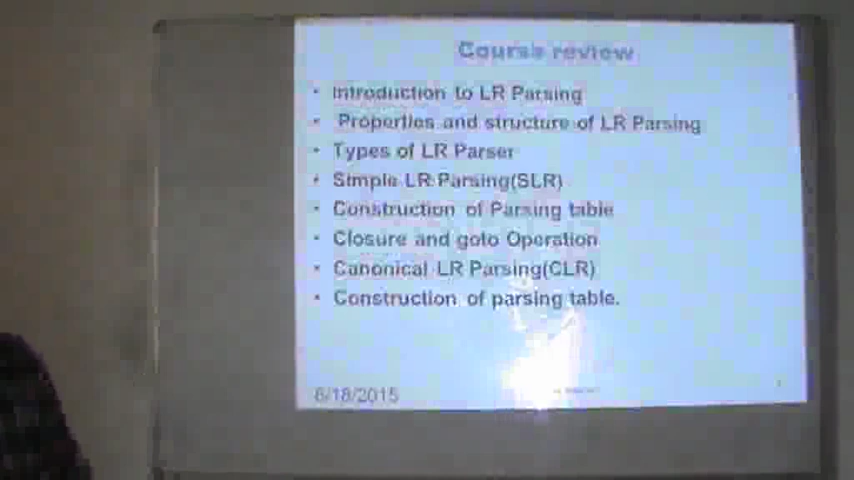 Course review
• Introduction to LR Parsing
• Properties and structure of LR Parsing
• Types of LR Parser
• Simple LR Parsing(SLR)
• Construction of Parsing table
• Closure and goto Operation
• Canonical LR Parsing(CLR)
• Construction of parsing table.
6/18/2015